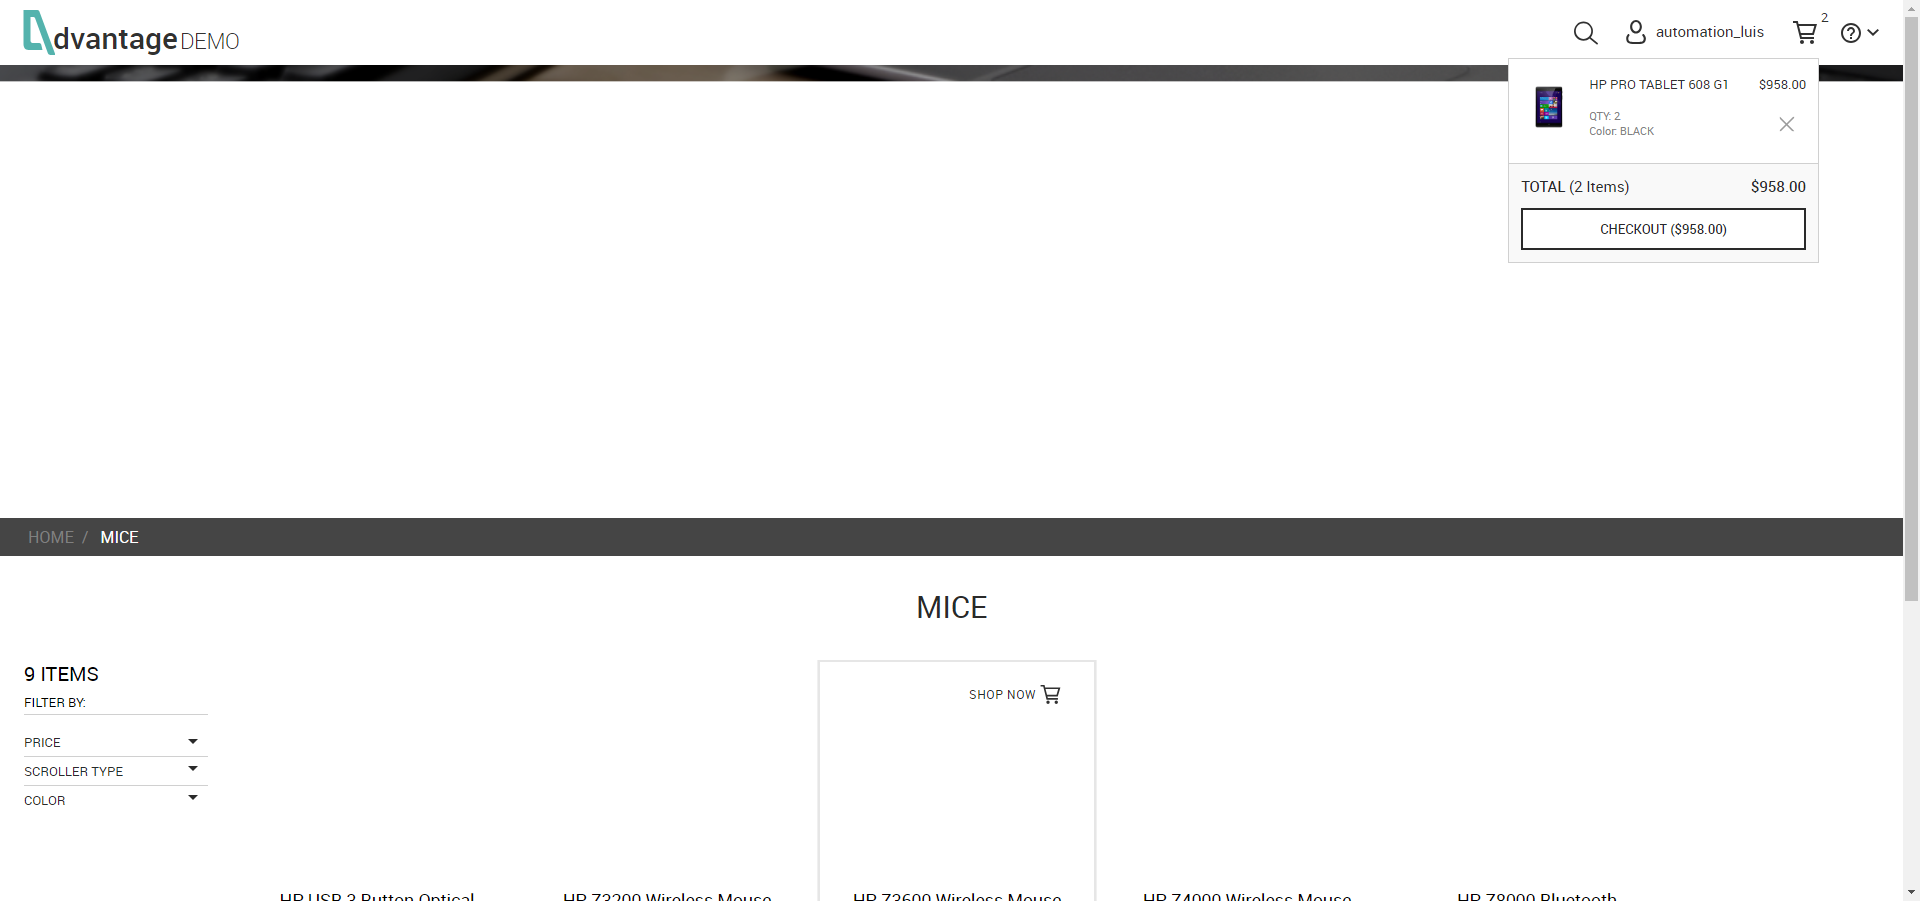 dvantage DEMO
automation_luis
2
HP PRO TABLET 608 G1 $958.00
QTY: 2
Color: BLACK
TOTAL (2 Items) $958.00
CHECKOUT ($958.00)
HOME / MICE
MICE
9 ITEMS
FILTER BY:
PRICE
SCROLLER TYPE
COLOR
SHOP NOW
HP USB 3 Button Optical
HP Z3200 Wireless Mouse
HP Z3600 Wireless Mouse
HP Z4000 Wireless Mouse
HP Z8000 Bluetooth